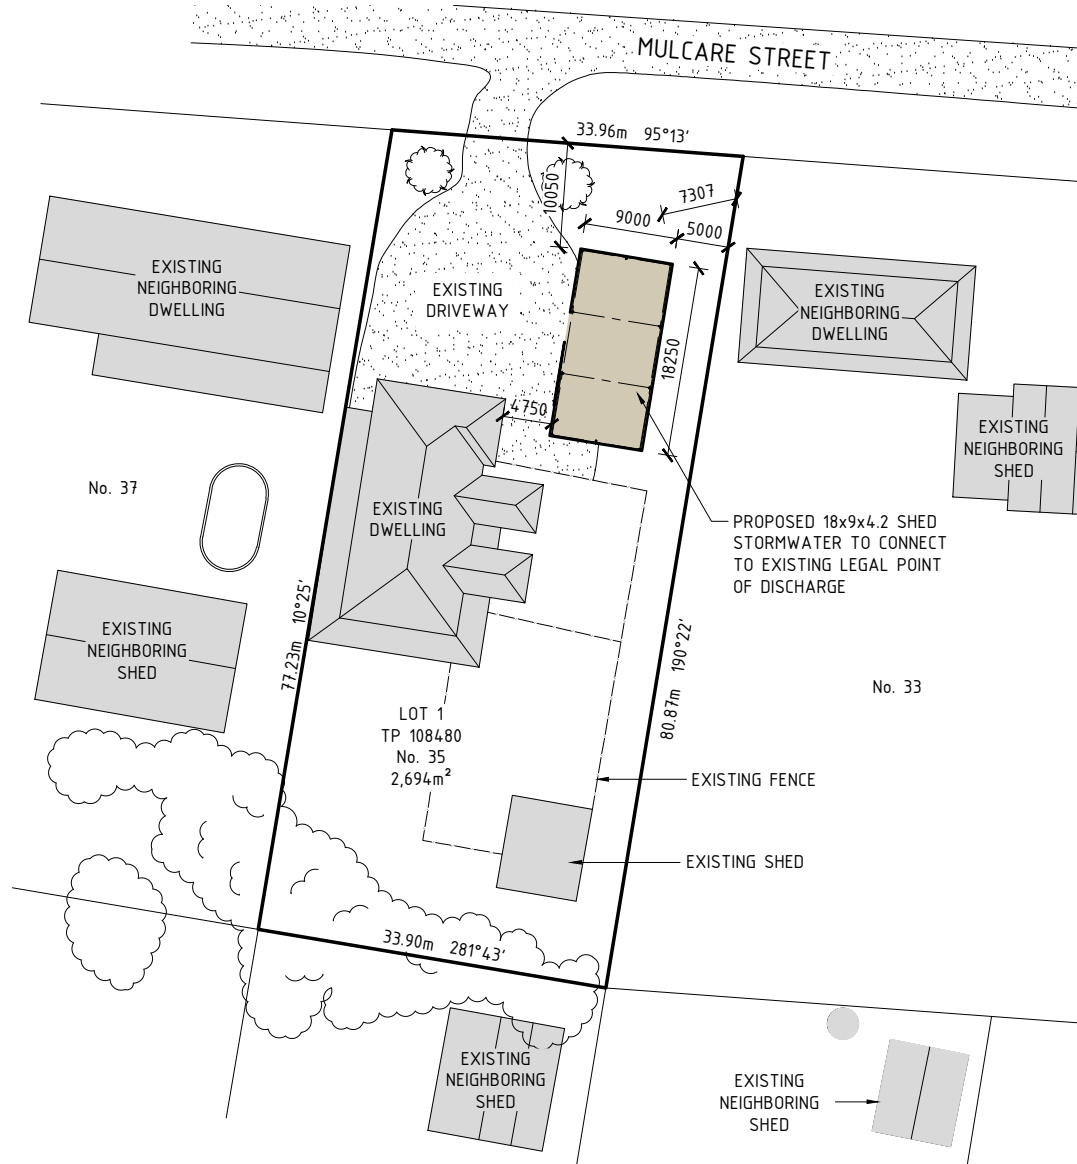 MULCARE STREET
33.96m 95°13'
10050
7307
9000
5000
EXISTING
NEIGHBORING
DWELLING
EXISTING
DRIVEWAY
EXISTING
NEIGHBORING
DWELLING
18250
4750
EXISTING
NEIGHBORING
SHED
No. 37
EXISTING
DWELLING
PROPOSED 18x9x4.2 SHED
STORMWATER TO CONNECT
TO EXISTING LEGAL POINT
OF DISCHARGE
77.23m 10°25'
EXISTING
NEIGHBORING
SHED
80.87m 190°22'
No. 33
LOT 1
TP 108480
No. 35
2,694m²
EXISTING FENCE
EXISTING SHED
33.90m 281°43'
EXISTING
NEIGHBORING
SHED
EXISTING
NEIGHBORING
SHED